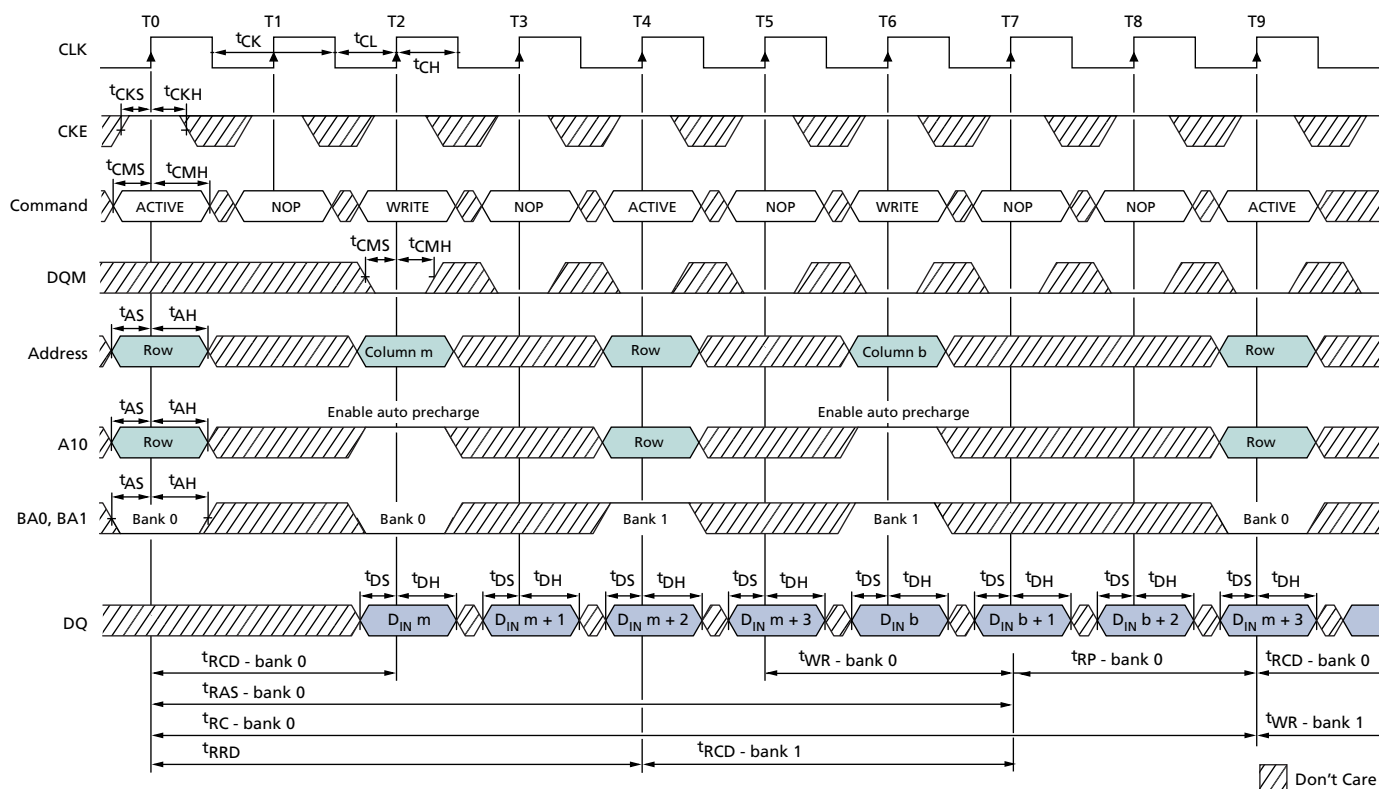 T0 T1 T2 T3 T4 T5 T6 T7 T8 T9
CLK tCK tCL tCH
tCKS tCKH
CKE
tCMS tCMH
Command ACTIVE NOP WRITE NOP ACTIVE NOP WRITE NOP NOP ACTIVE
tCMS tCMH
DQM
tAS tAH
Address Row Column m Row Column b Row
tAS tAH Enable auto precharge Enable auto precharge
A10 Row Row Row
tAS tAH
BA0, BA1 Bank 0 Bank 0 Bank 1 Bank 1 Bank 0
tDS tDH tDS tDH tDS tDH tDS tDH tDS tDH tDS tDH tDS tDH tDS tDH
DQ DIN m DIN m + 1 DIN m + 2 DIN m + 3 DIN b DIN b + 1 DIN b + 2 DIN m + 3
tRCD - bank 0 tWR - bank 0 tRP - bank 0 tRCD - bank 0
tRAS - bank 0
tRC - bank 0 tWR - bank 1
tRRD tRCD - bank 1
Don't Care